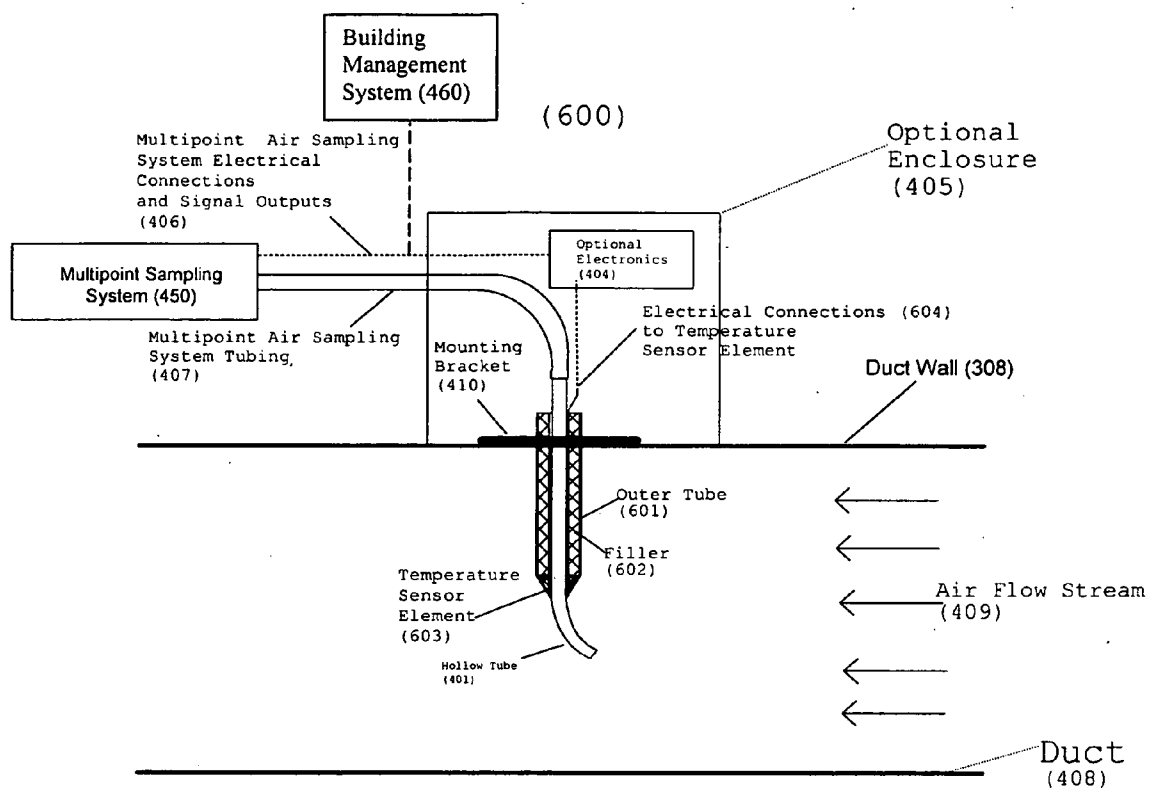 Building
Management
System (460)
(600)
Multipoint Air Sampling
System Electrical
Connections
and Signal Outputs
(406)
Optional
Enclosure
(405)
Optional
Electronics
(404)
Multipoint Sampling
System (450)
Electrical Connections (604)
to Temperature
Sensor Element
Multipoint Air Sampling
System Tubing
(407)
Mounting
Bracket
(410)
Duct Wall (308)
Outer Tube
(601)
Filler
(602)
Temperature
Sensor
Element
(603)
Air Flow Stream
(409)
Hollow Tube
(401)
Duct
(408)